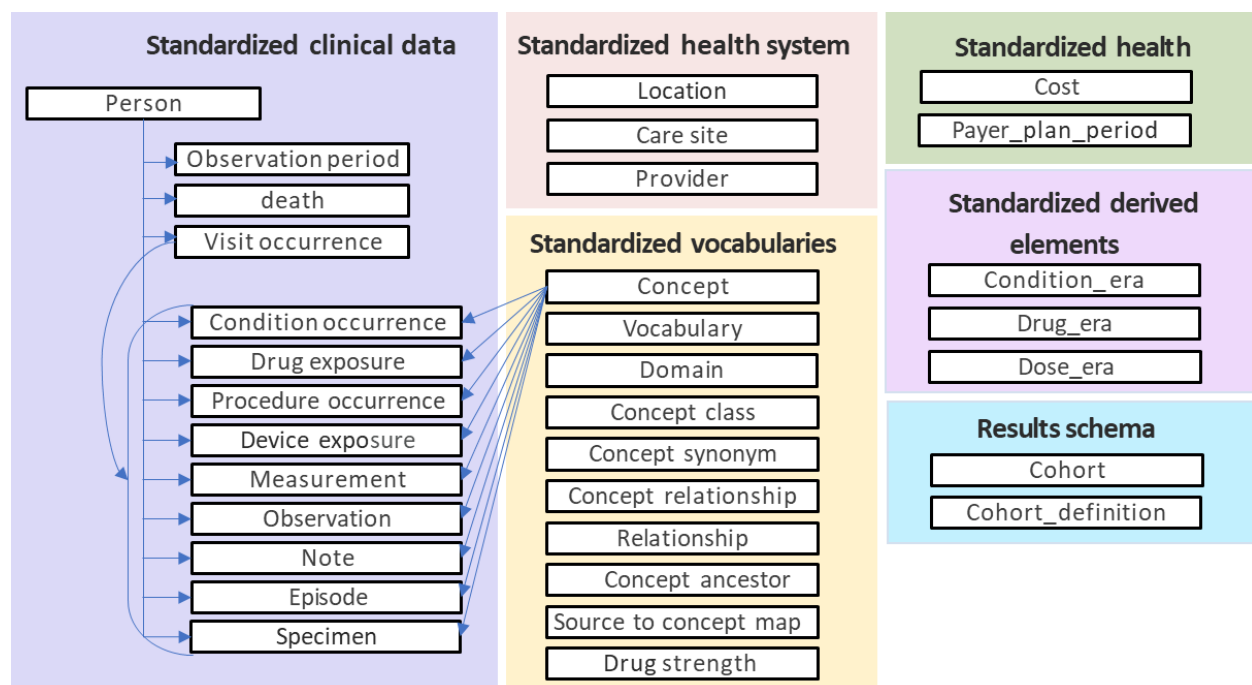 Standardized clinical data
Person
Observation period
death
Visit occurrence
Condition occurrence
Drug exposure
Procedure occurrence
Device exposure
Measurement
Observation
Note
Episode
Specimen
Standardized health system
Location
Care site
Provider
Standardized vocabularies
Concept
Vocabulary
Domain
Concept class
Concept synonym
Concept relationship
Relationship
Concept ancestor
Source to concept map
Drug strength
Standardized health
Cost
Payer_plan_period
Standardized derived
elements
Condition_era
Drug_era
Dose_era
Results schema
Cohort
Cohort_definition